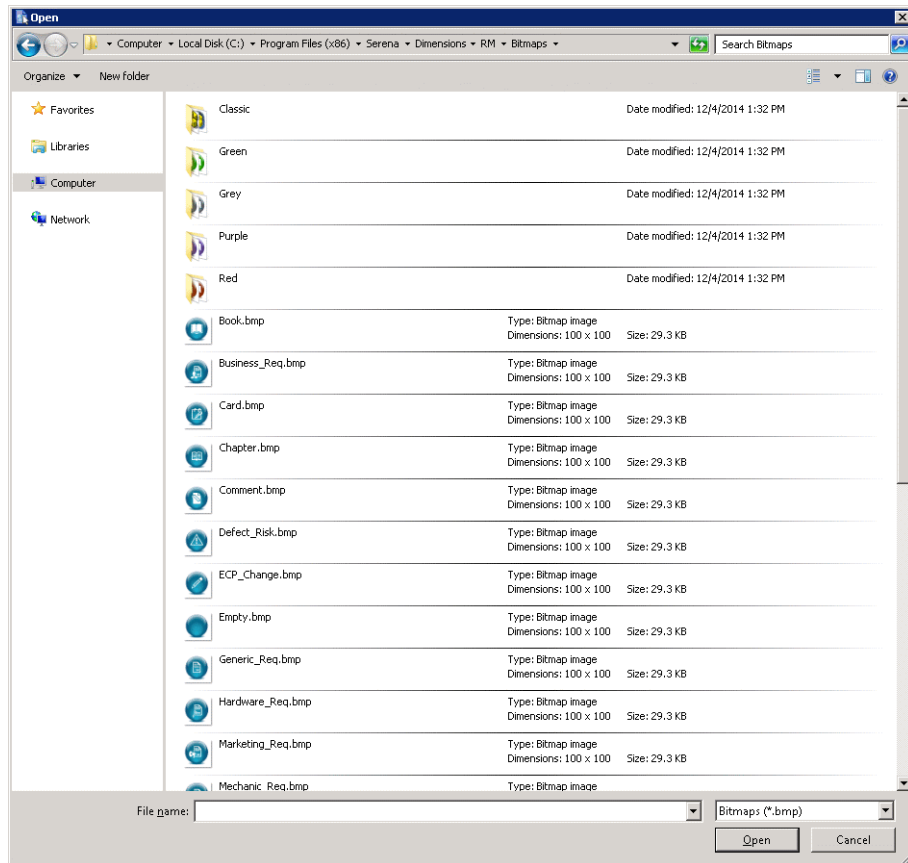 Open
Computer Local Disk (C:) Program Files (x86) Serena Dimensions RM Bitmaps
Search Bitmaps
Organize New folder
Favorites
Libraries
Computer
Network
Classic Date modified: 12/4/2014 1:32 PM
Green Date modified: 12/4/2014 1:32 PM
Grey Date modified: 12/4/2014 1:32 PM
Purple Date modified: 12/4/2014 1:32 PM
Red Date modified: 12/4/2014 1:32 PM
Book.bmp Type: Bitmap image
Dimensions: 100 x 100 Size: 29.3 KB
Business_Req.bmp Type: Bitmap image
Dimensions: 100 x 100 Size: 29.3 KB
Card.bmp Type: Bitmap image
Dimensions: 100 x 100 Size: 29.3 KB
Chapter.bmp Type: Bitmap image
Dimensions: 100 x 100 Size: 29.3 KB
Comment.bmp Type: Bitmap image
Dimensions: 100 x 100 Size: 29.3 KB
Defect_Risk.bmp Type: Bitmap image
Dimensions: 100 x 100 Size: 29.3 KB
ECP_Change.bmp Type: Bitmap image
Dimensions: 100 x 100 Size: 29.3 KB
Empty.bmp Type: Bitmap image
Dimensions: 100 x 100 Size: 29.3 KB
Generic_Req.bmp Type: Bitmap image
Dimensions: 100 x 100 Size: 29.3 KB
Hardware_Req.bmp Type: Bitmap image
Dimensions: 100 x 100 Size: 29.3 KB
Marketing_Req.bmp Type: Bitmap image
Dimensions: 100 x 100 Size: 29.3 KB
Mechanic_Req.bmp Type: Bitmap image
File name: Bitmaps (*.bmp)
Open Cancel